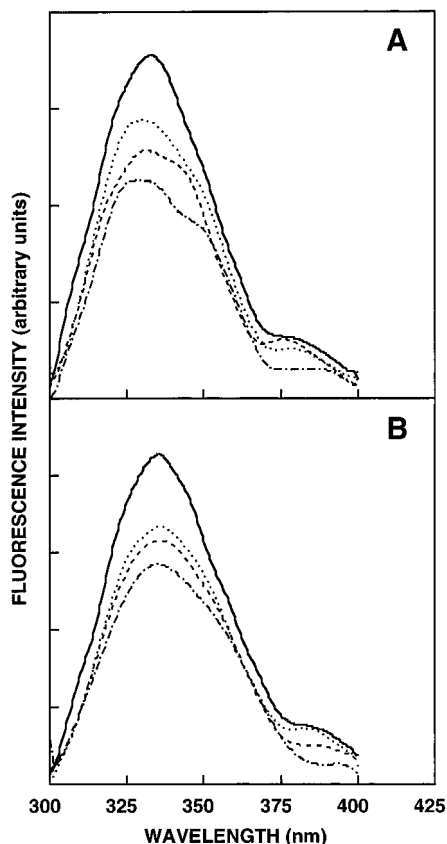 A
B
FLUORESCENCE INTENSITY (arbitrary units)
300 325 350 375 400 425
WAVELENGTH (nm)